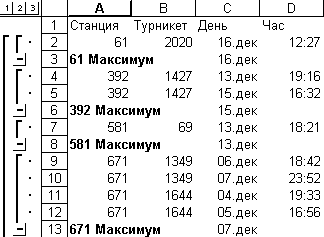 1 2 3 A B C D
1 Станция Турникет День Час
2 61 2020 16.дек 12:27
3 61 Максимум 16.дек
4 392 1427 13.дек 19:16
5 392 1427 15.дек 16:32
6 392 Максимум 15.дек
7 581 69 13.дек 18:21
8 581 Максимум 13.дек
9 671 1349 06.дек 18:42
10 671 1349 07.дек 23:52
11 671 1644 04.дек 19:33
12 671 1644 05.дек 16:56
13 671 Максимум 07.дек